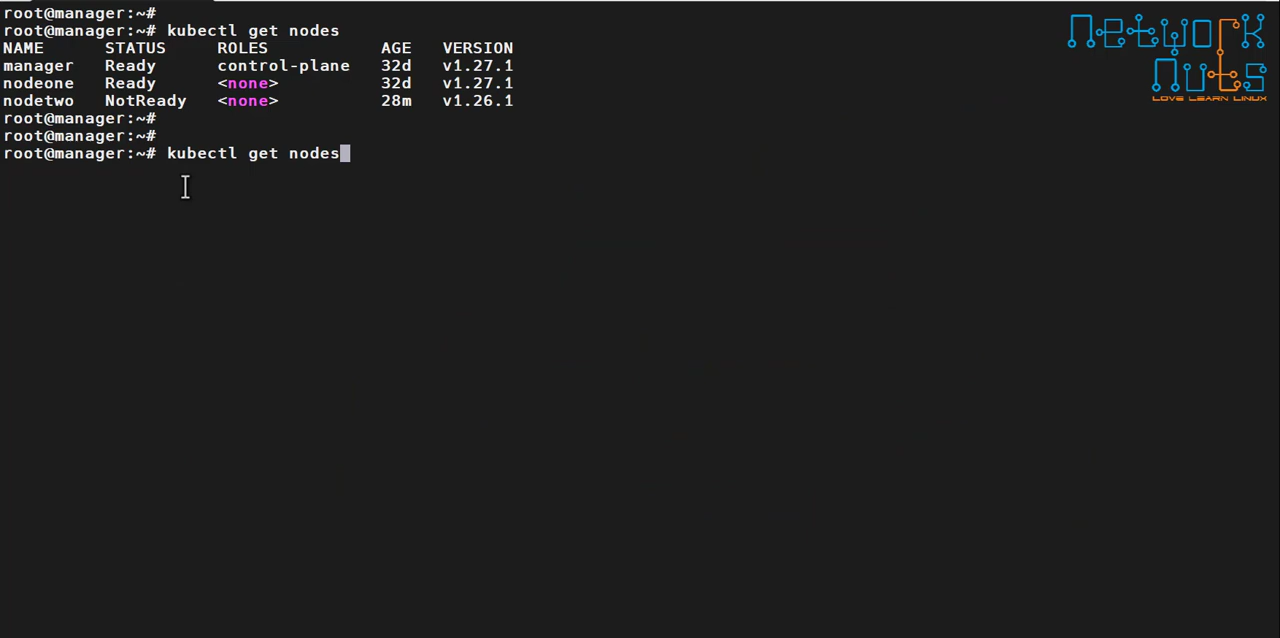 root@manager:~#
root@manager:~# kubectl get nodes
NAME STATUS ROLES AGE VERSION
manager Ready control-plane 32d v1.27.1
nodeone Ready <none> 32d v1.27.1
nodetwo NotReady <none> 28m v1.26.1
root@manager:~#
root@manager:~#
root@manager:~# kubectl get nodes
Network
Nuts
LOVE LEARN LINUX